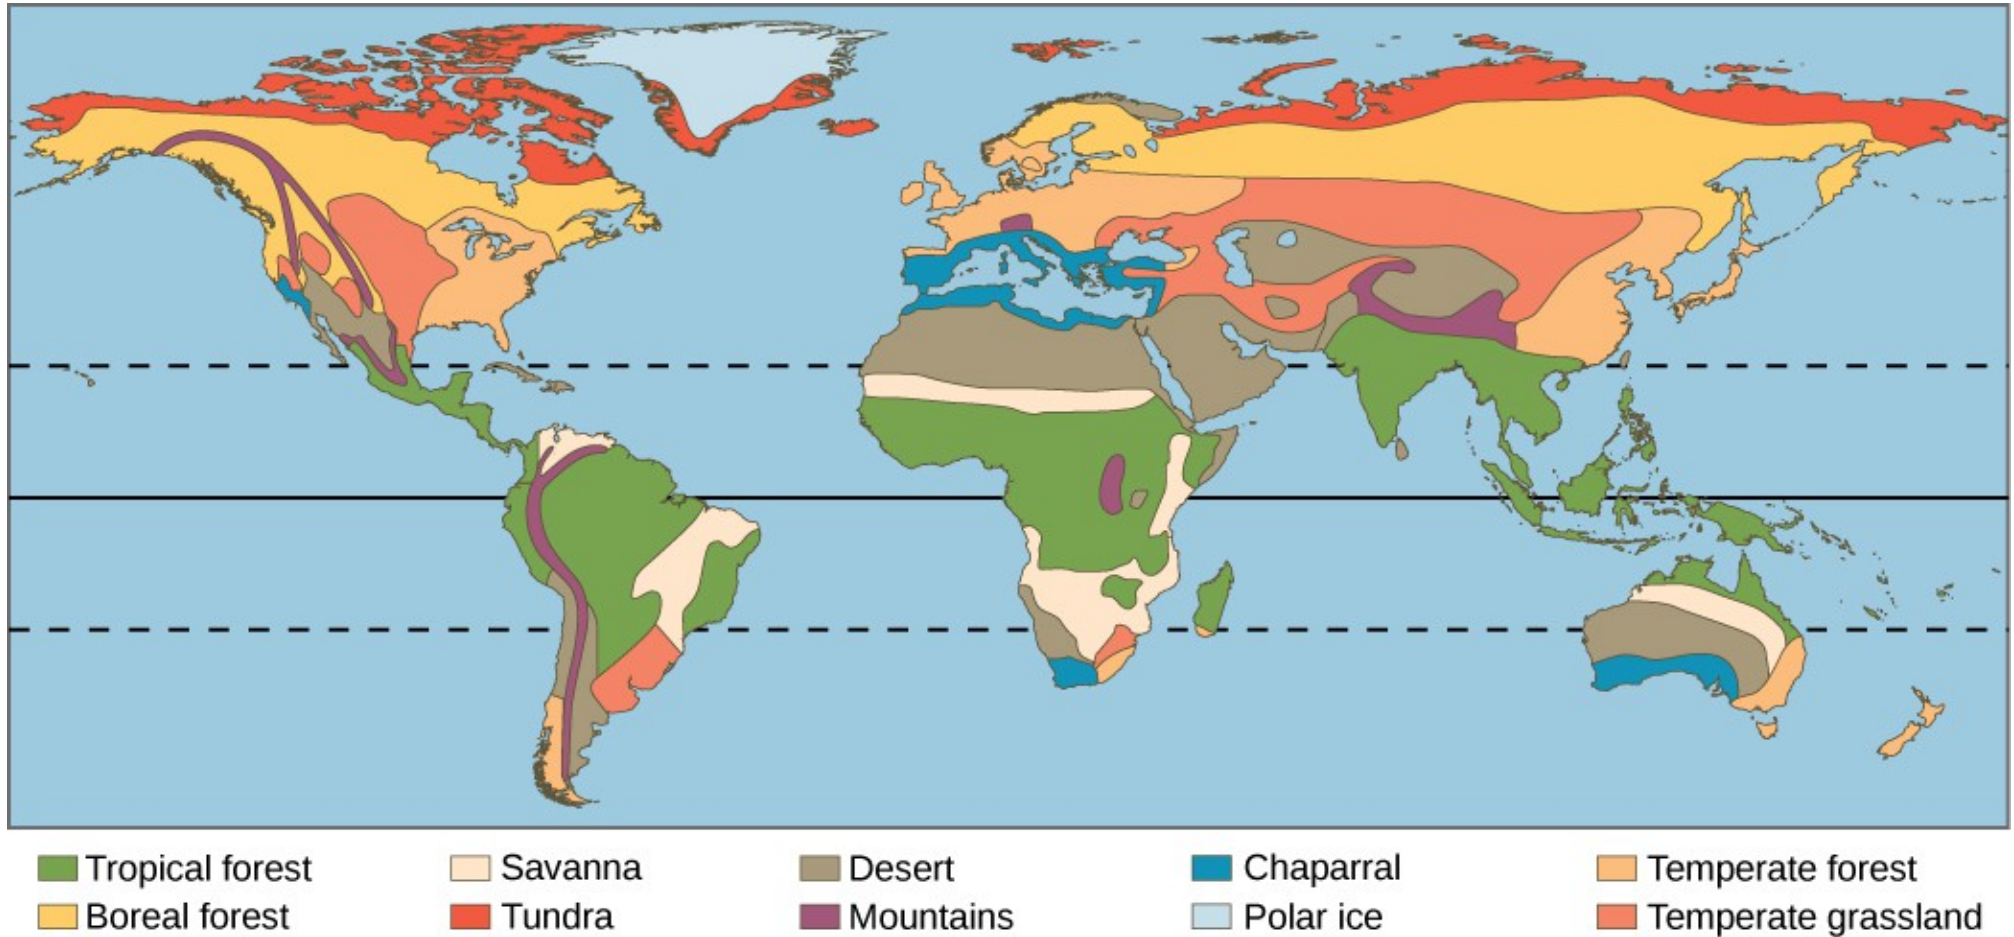 Tropical forest Savanna Desert Chaparral Temperate forest
Boreal forest Tundra Mountains Polar ice Temperate grassland